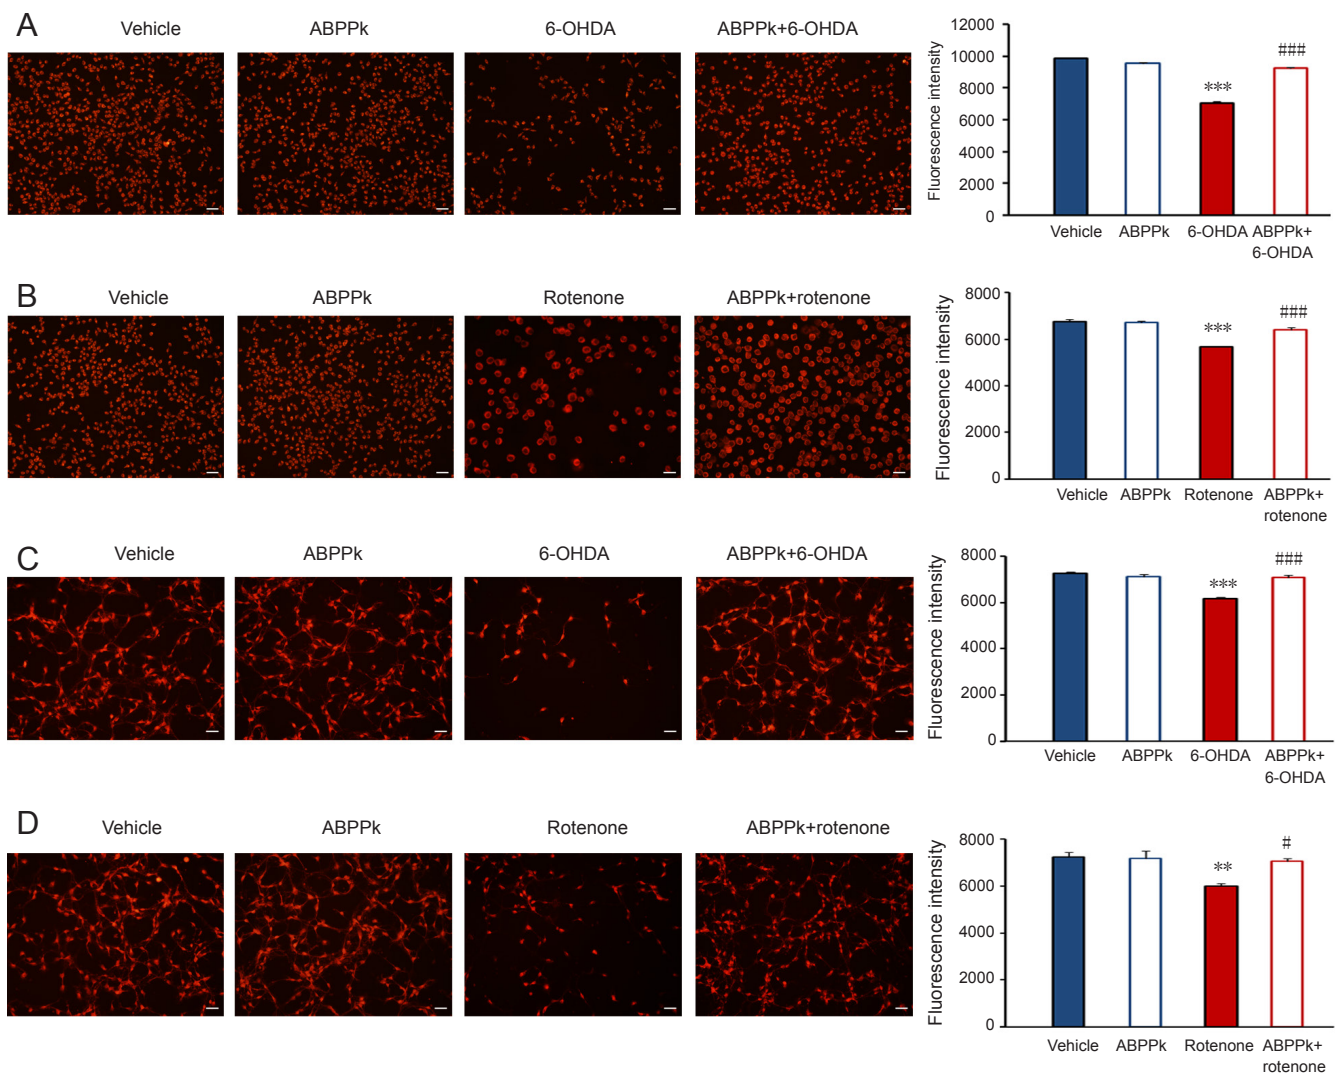 A
Vehicle ABPPk 6-OHDA ABPPk+6-OHDA
Fluorescence intensity
12000
10000
8000
6000
4000
2000
0
***
###
Vehicle ABPPk 6-OHDA ABPPk+
6-OHDA
B
Vehicle ABPPk Rotenone ABPPk+rotenone
Fluorescence intensity
8000
6000
4000
2000
0
***
###
Vehicle ABPPk Rotenone ABPPk+
rotenone
C
Vehicle ABPPk 6-OHDA ABPPk+6-OHDA
Fluorescence intensity
8000
6000
4000
2000
0
***
###
Vehicle ABPPk 6-OHDA ABPPk+
6-OHDA
D
Vehicle ABPPk Rotenone ABPPk+rotenone
Fluorescence intensity
8000
6000
4000
2000
0
**
#
Vehicle ABPPk Rotenone ABPPk+
rotenone